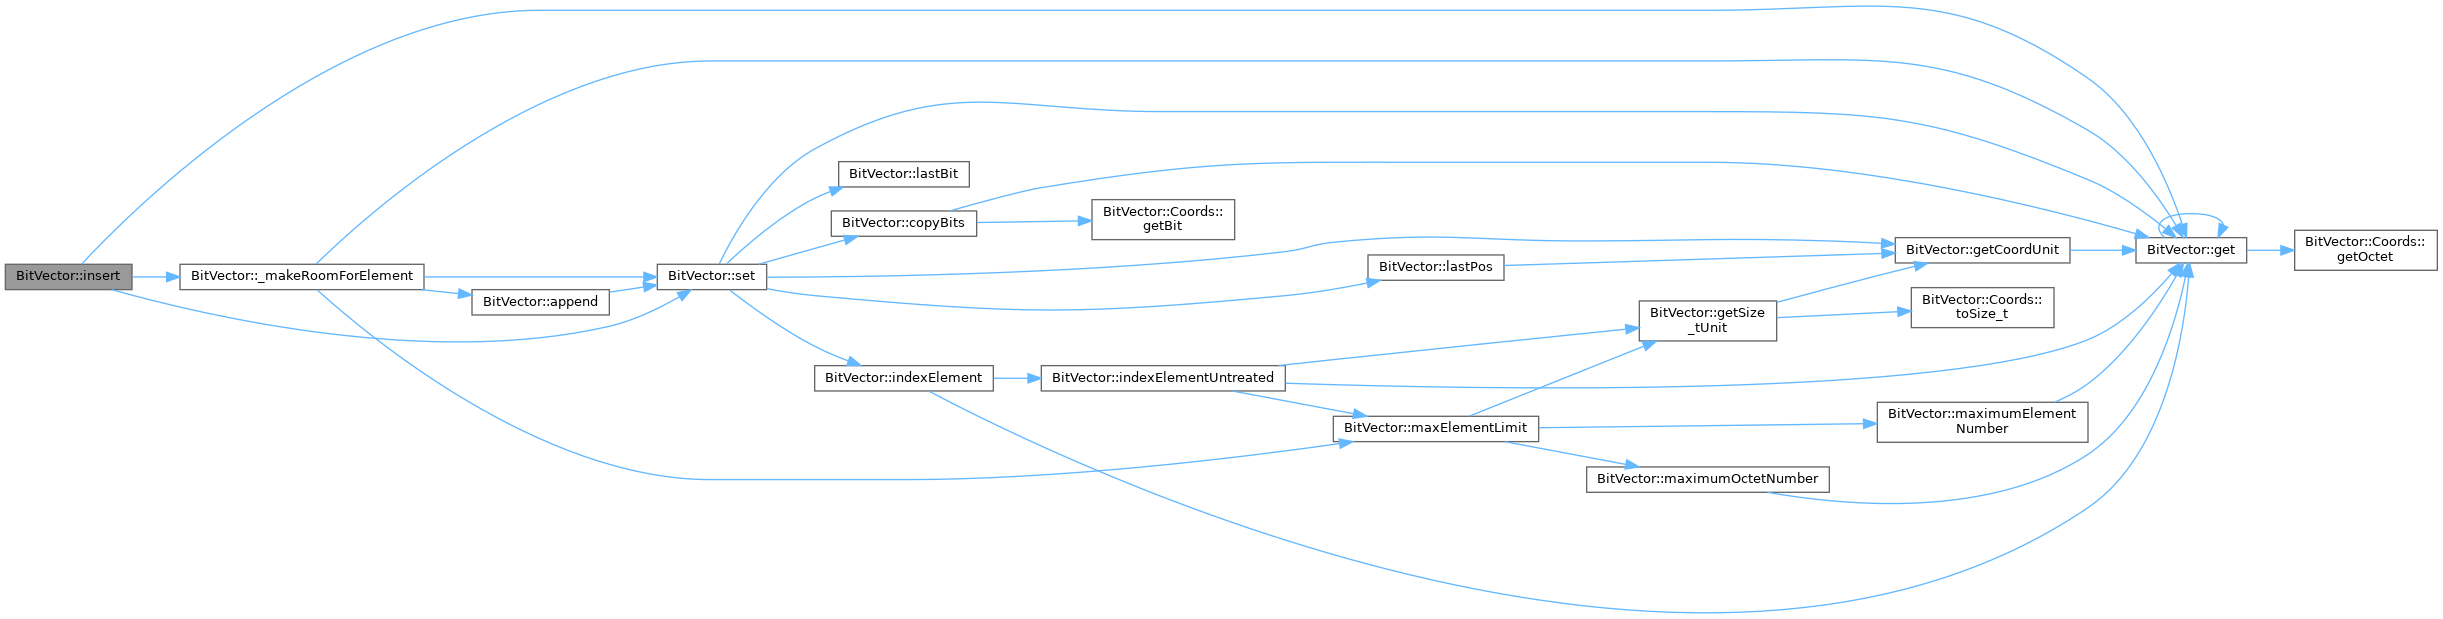 BitVector::insert
BitVector::_makeRoomForElement
BitVector::append
BitVector::set
BitVector::lastBit
BitVector::copyBits
BitVector::indexElement
BitVector::Coords::
getBit
BitVector::indexElementUntreated
BitVector::lastPos
BitVector::maxElementLimit
BitVector::getSize
_tUnit
BitVector::maximumOctetNumber
BitVector::getCoordUnit
BitVector::Coords::
toSize_t
BitVector::maximumElement
Number
BitVector::get
BitVector::Coords::
getOctet